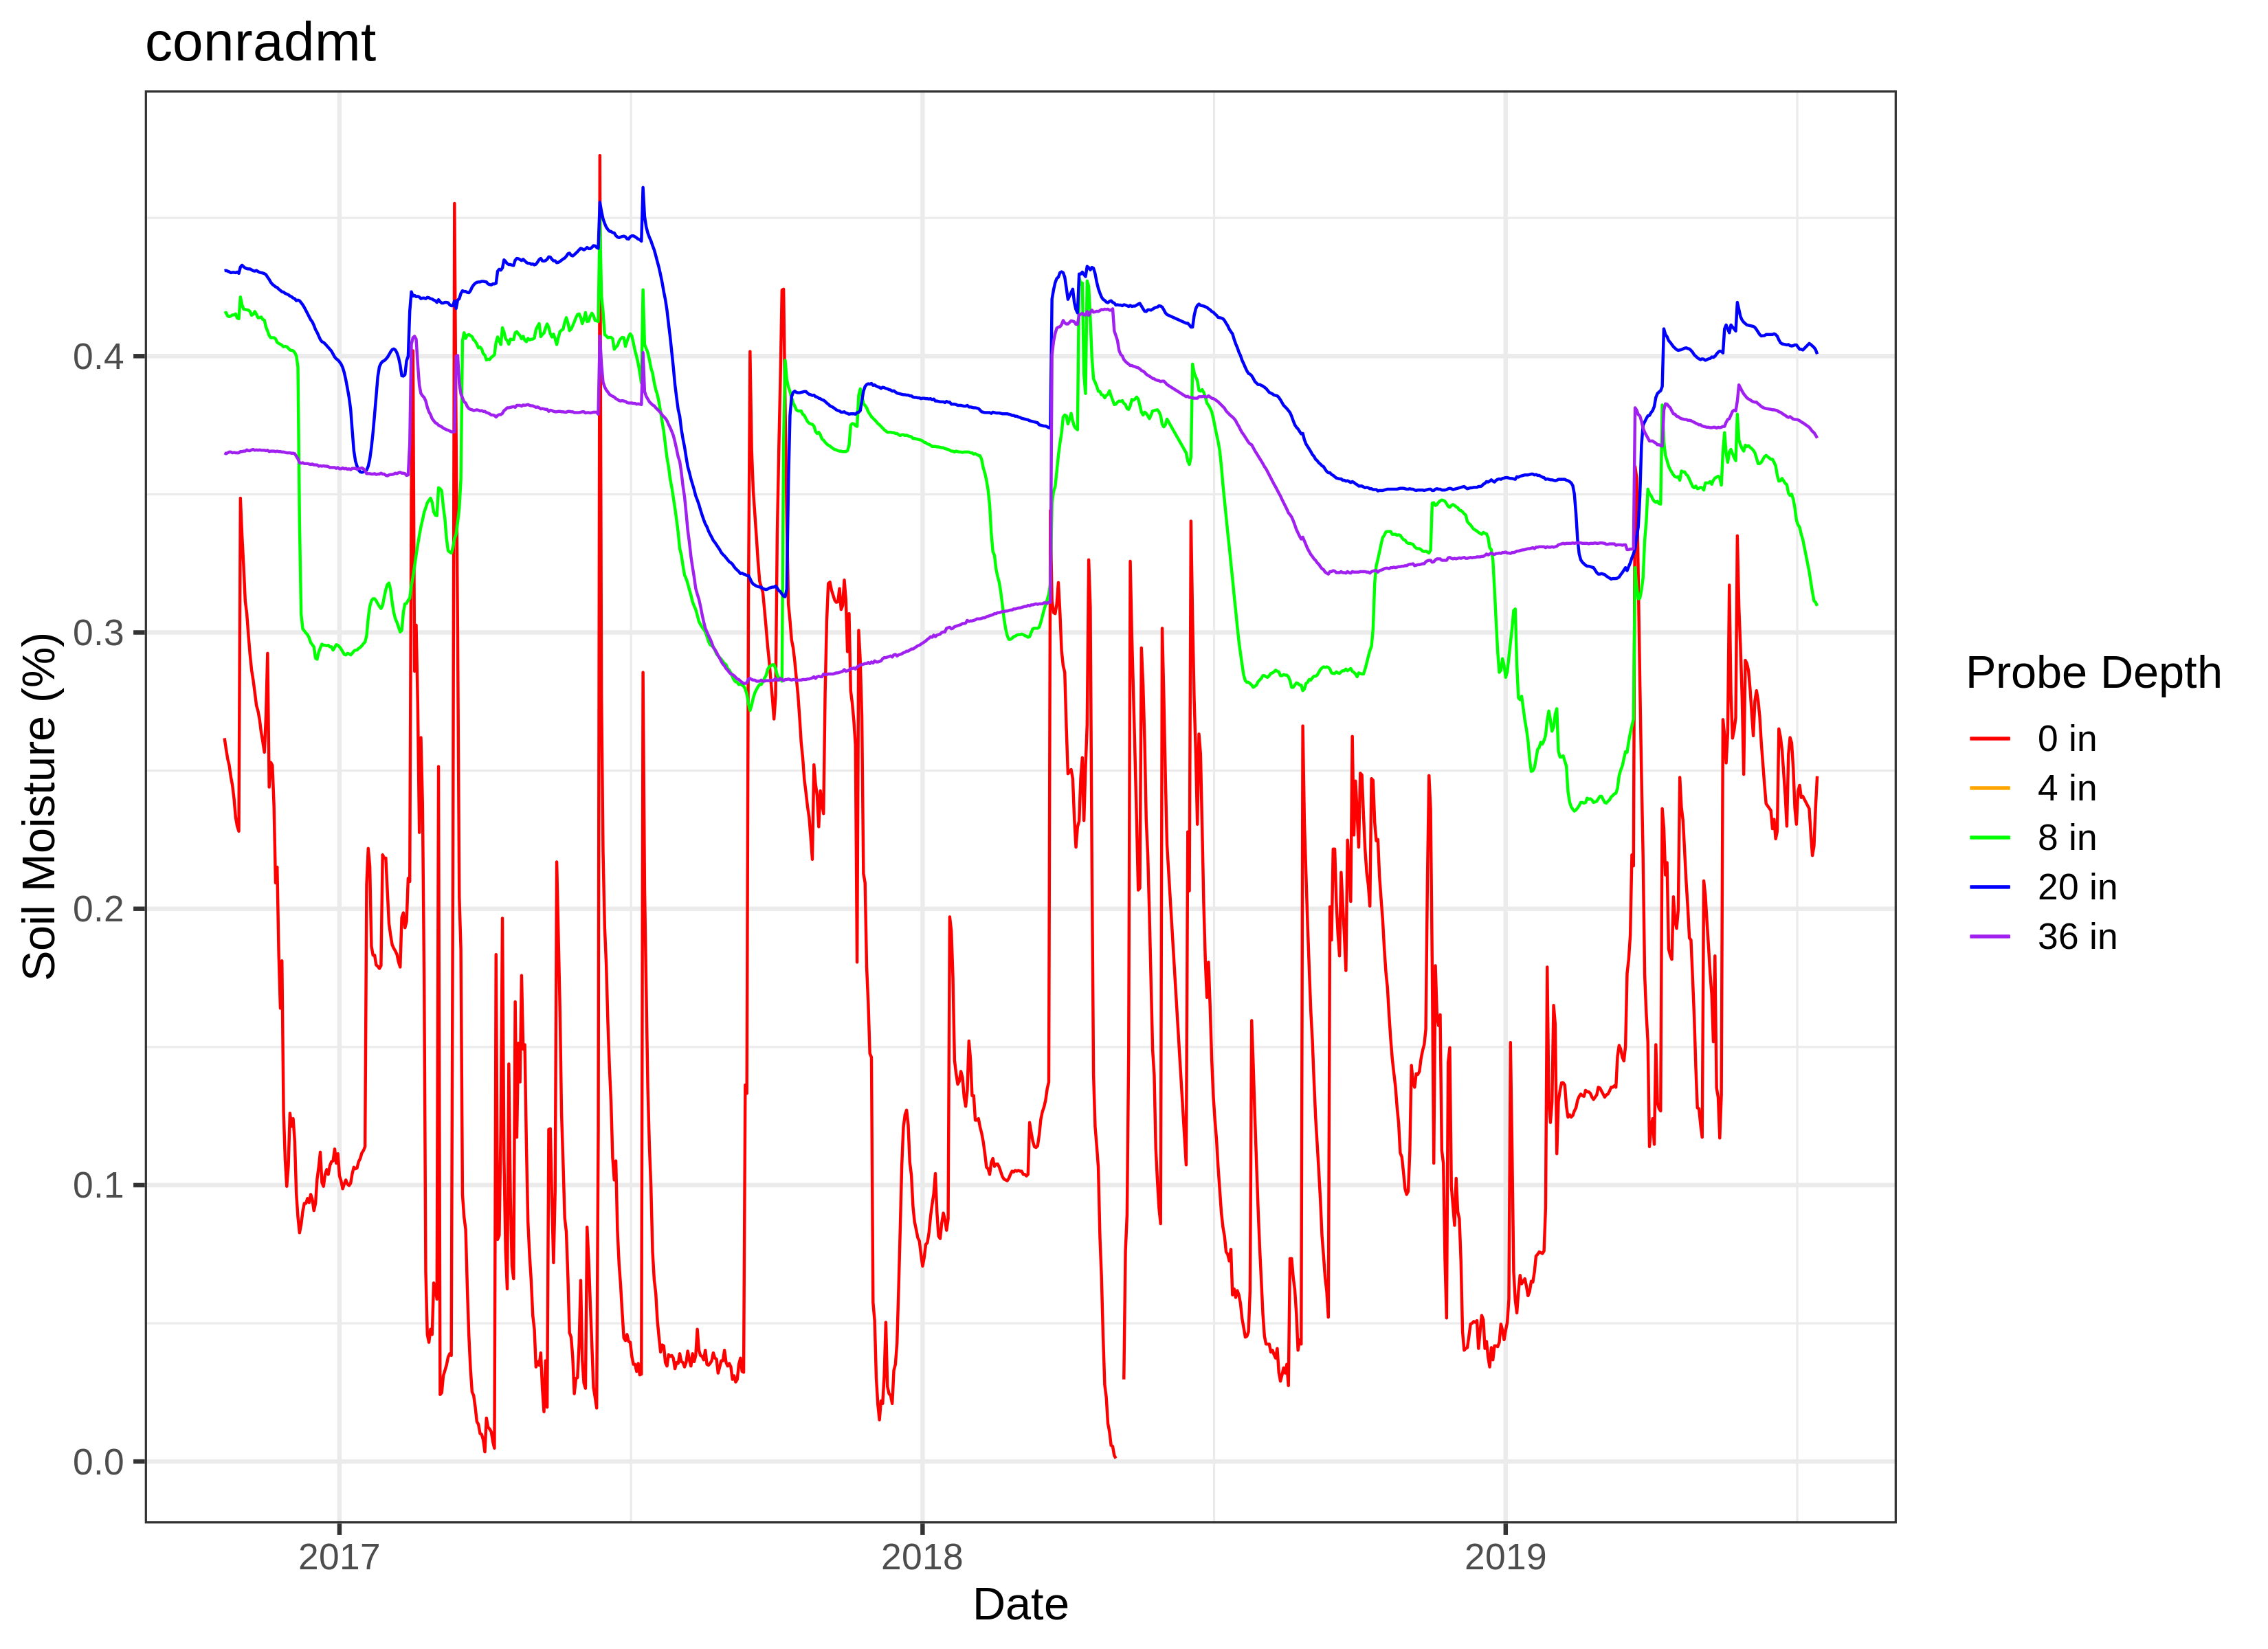 conradmt
Soil Moisture (%)
0.4
0.3
0.2
0.1
0.0
2017
2018
2019
Date
Probe Depth
0 in
4 in
8 in
20 in
36 in